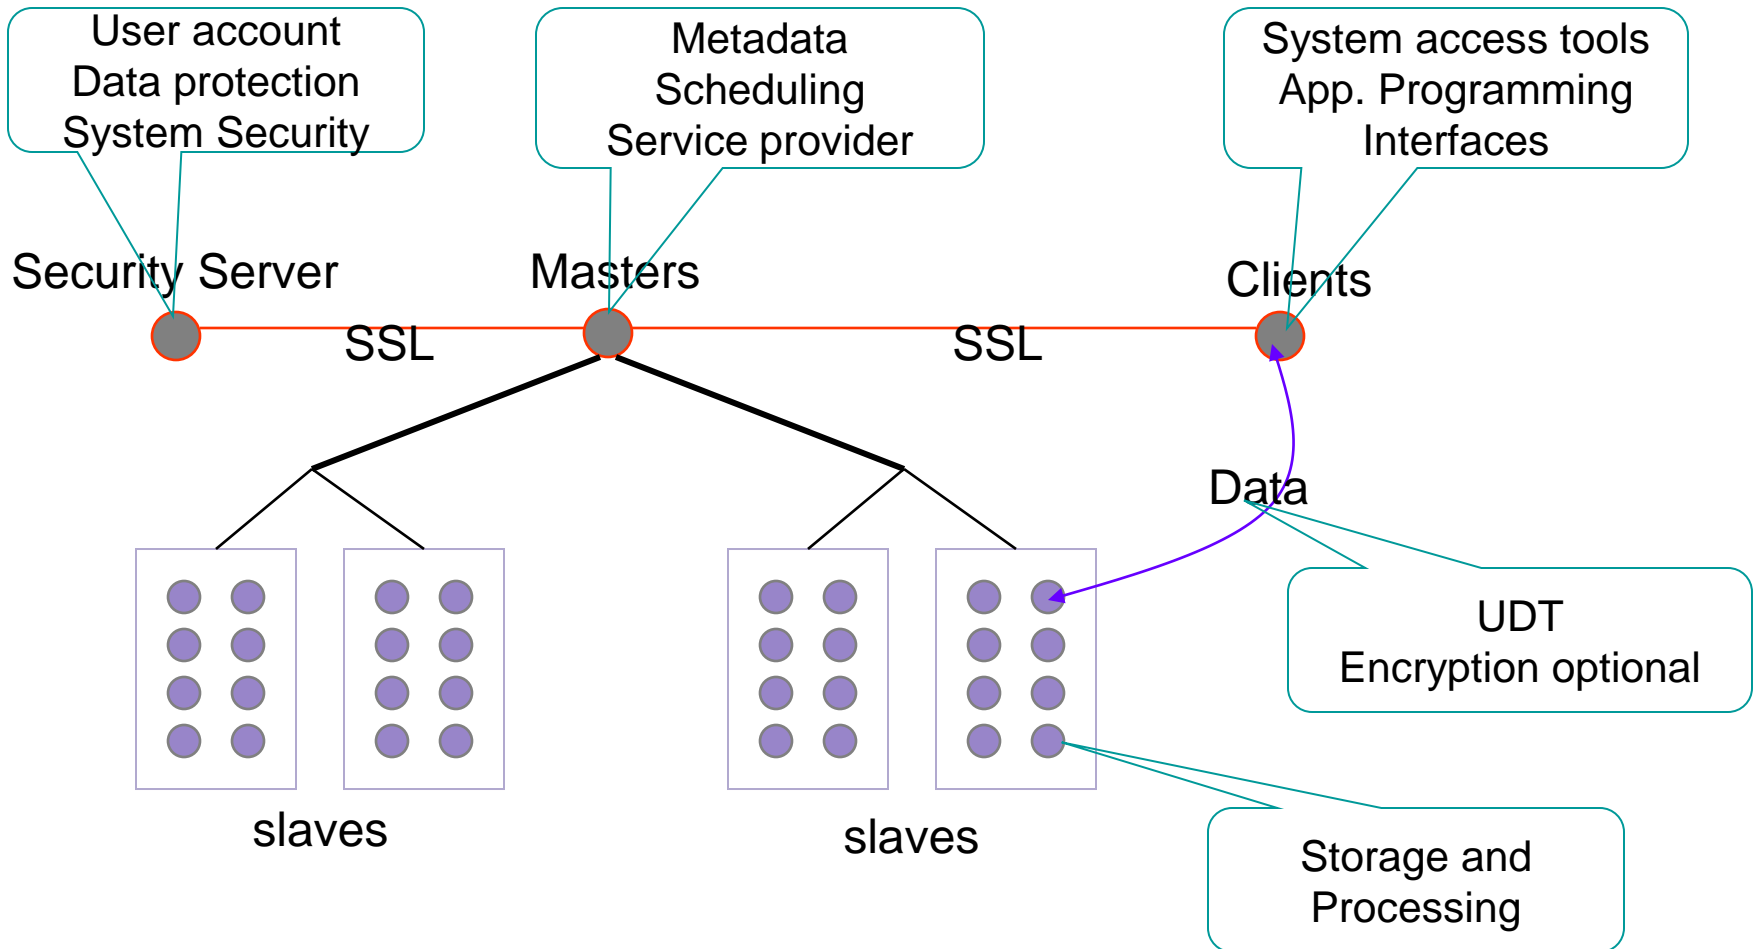 User account
Data protection
System Security
Metadata
Scheduling
Service provider
System access tools
App. Programming
Interfaces
Security Server
Masters
Clients
SSL
SSL
Data
UDT
Encryption optional
slaves
slaves
Storage and
Processing